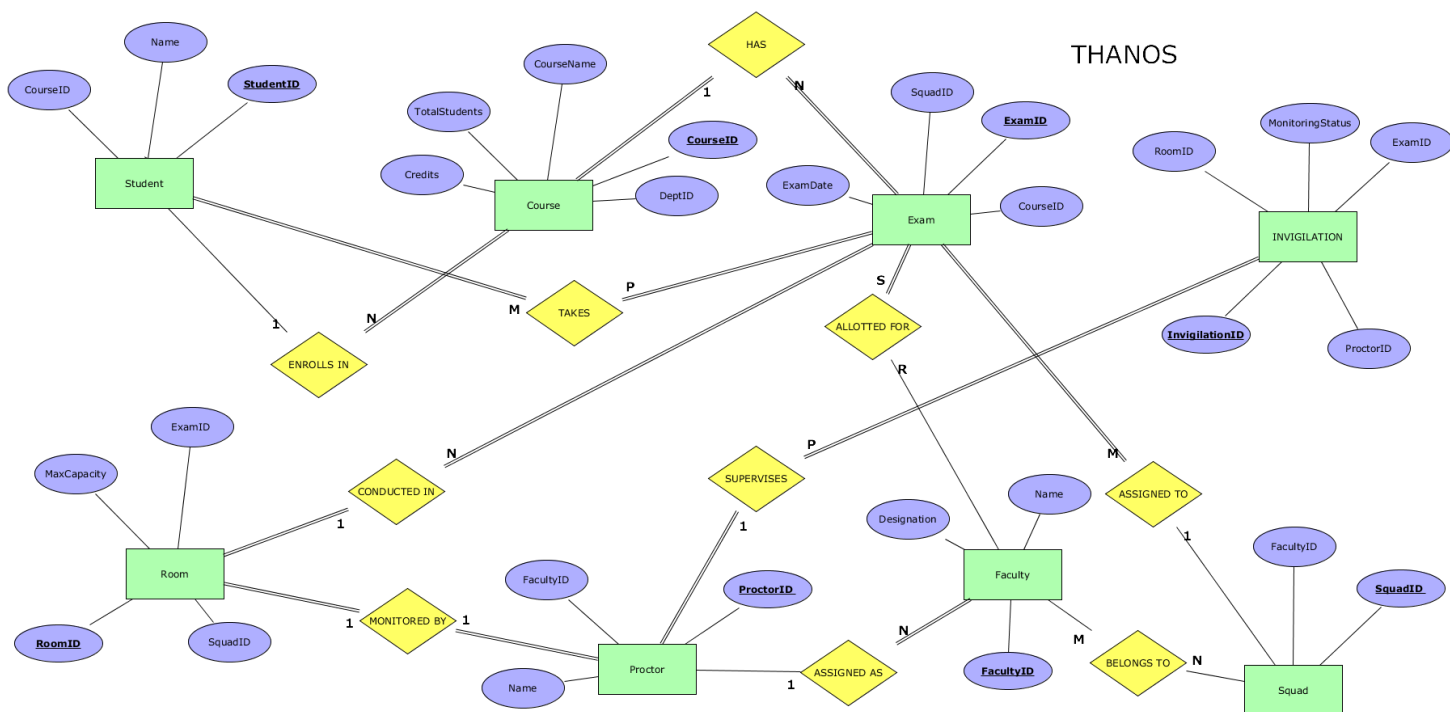 THANOS
HAS
1
N
Name
CourseID
StudentID
Student
CourseName
TotalStudents
CourseID
Credits
DeptID
Course
SquadID
ExamID
ExamDate
CourseID
Exam
MonitoringStatus
RoomID
ExamID
INVIGILATION
InvigilationID
ProctorID
1
N
ENROLLS IN
M
P
TAKES
S
ALLOTTED FOR
R
ExamID
MaxCapacity
Room
RoomID
SquadID
N
CONDUCTED IN
1
P
SUPERVISES
1
M
ASSIGNED TO
1
1
MONITORED BY
1
FacultyID
ProctorID
Name
Proctor
Name
Designation
Faculty
FacultyID
N
ASSIGNED AS
1
M
BELONGS TO
N
FacultyID
SquadID
Squad